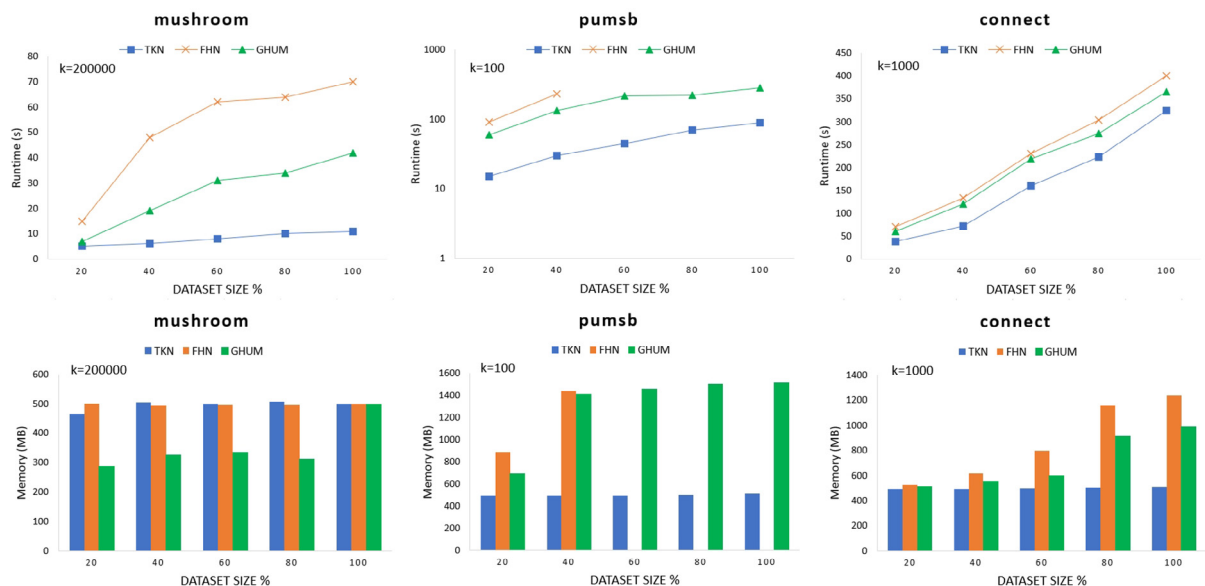 mushroom
TKN FHN GHUM
k=200000
80
70
60
50
40
30
20
10
0
Runtime (s)
20 40 60 80 100
DATASET SIZE %
pumsb
TKN FHN GHUM
k=100
1000
100
10
1
Runtime (s)
20 40 60 80 100
DATASET SIZE %
connect
TKN FHN GHUM
k=1000
450
400
350
300
250
200
150
100
50
0
Runtime (s)
20 40 60 80 100
DATASET SIZE %
mushroom
TKN FHN GHUM
k=200000
600
500
400
300
200
100
0
Memory (MB)
20 40 60 80 100
DATASET SIZE %
pumsb
TKN FHN GHUM
k=100
1600
1400
1200
1000
800
600
400
200
0
Memory (MB)
20 40 60 80 100
DATASET SIZE %
connect
TKN FHN GHUM
k=1000
1400
1200
1000
800
600
400
200
0
Memory (MB)
20 40 60 80 100
DATASET SIZE %